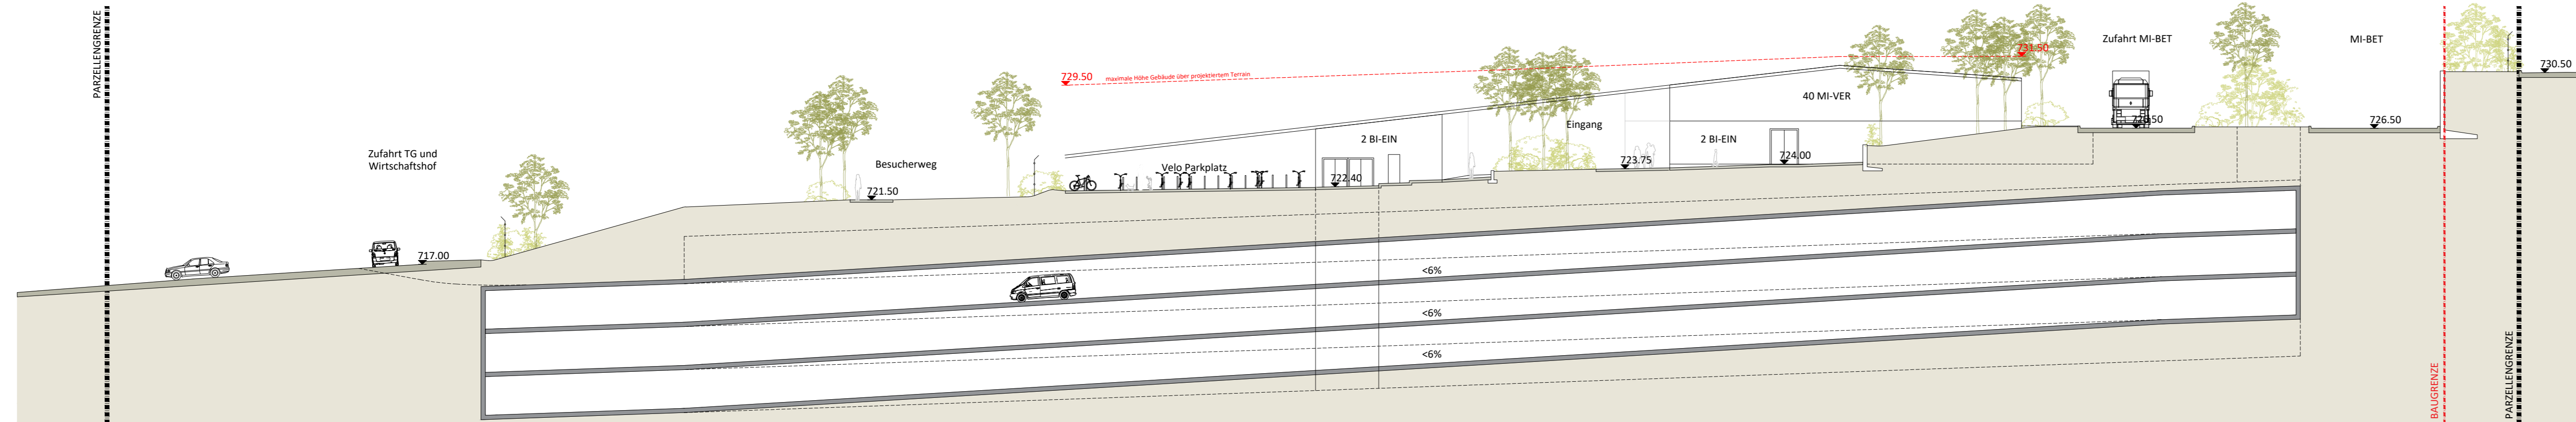 PARZELLENGRENZE
Zufahrt TG und
Wirtschaftshof
717.00
Besucherweg
721.50
729.50
maximale Höhe Gebäude über projektiertem Terrain
Velo Parkplatz
2 BI-EIN
722.40
Eingang
723.75
2 BI-EIN
724.00
40 MI-VER
731.50
Zufahrt MI-BET
MI-BET
726.50
730.50
<6%
<6%
<6%
BAUGRENZE
PARZELLENGRENZE